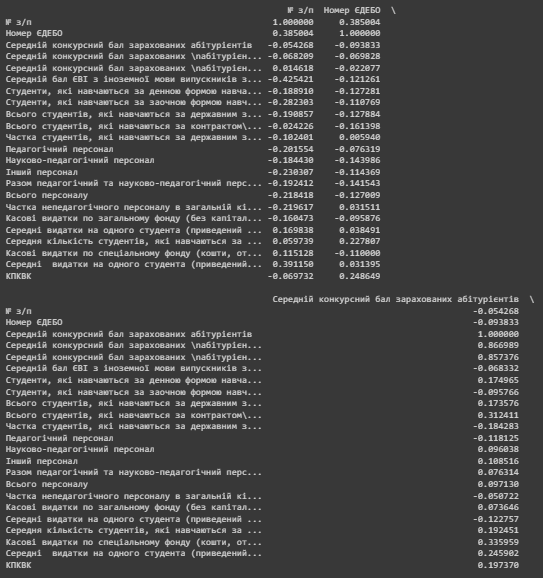 № з/п Номер ЄДЕБО \
№ з/п 1.000000 0.385004
Номер ЄДЕБО 0.385004 1.000000
Середній конкурсний бал зарахованих абітурієнтів -0.054268 -0.093833
Середній конкурсний бал зарахованих \nабітурієн... -0.068209 -0.069828
Середній конкурсний бал зарахованих \nабітурієн... 0.014618 -0.022077
Середній бал ЄВІ з іноземної мови випускників з... -0.425421 -0.121261
Студенти, які навчаються за денною формою навча... -0.188910 -0.127281
Студенти, які навчаються за заочною формою навч... -0.282303 -0.110769
Всього студентів, які навчаються за державним з... -0.190857 -0.127884
Всього студентів, які навчаються за контрактом\... -0.024226 -0.161398
Частка студентів, які навчаються за державним з... -0.102401 0.005940
Педагогічний персонал -0.201554 -0.076319
Науково-педагогічний персонал -0.184430 -0.143986
Інший персонал -0.230307 -0.114369
Разом педагогічний та науково-педагогічний перс... -0.192412 -0.141543
Всього персоналу -0.218418 -0.127009
Частка непедагогічного персоналу в загальній кі... -0.219617 0.031511
Касові видатки по загальному фонду (без капітал... -0.160473 -0.095876
Середні видатки на одного студента (приведений ... 0.169838 0.038491
Середня кількість студентів, які навчаються за ... 0.059739 0.227807
Касові видатки по спеціальному фонду (кошти, от... 0.115128 -0.110000
Середні  видатки на одного студента (приведений... 0.391150 0.031395
КПКВК -0.069732 0.248649
Середній конкурсний бал зарахованих абітурієнтів \
№ з/п -0.054268
Номер ЄДЕБО -0.093833
Середній конкурсний бал зарахованих абітурієнтів 1.000000
Середній конкурсний бал зарахованих \nабітурієн... 0.866989
Середній конкурсний бал зарахованих \nабітурієн... 0.857376
Середній бал ЄВІ з іноземної мови випускників з... -0.068332
Студенти, які навчаються за денною формою навча... 0.174965
Студенти, які навчаються за заочною формою навч... -0.095766
Всього студентів, які навчаються за державним з... 0.173576
Всього студентів, які навчаються за контрактом\... 0.312411
Частка студентів, які навчаються за державним з... -0.184283
Педагогічний персонал -0.118125
Науково-педагогічний персонал 0.096038
Інший персонал 0.108516
Разом педагогічний та науково-педагогічний перс... 0.076314
Всього персоналу 0.097130
Частка непедагогічного персоналу в загальній кі... -0.050722
Касові видатки по загальному фонду (без капітал... 0.073646
Середні видатки на одного студента (приведений ... -0.122757
Середня кількість студентів, які навчаються за ... 0.192451
Касові видатки по спеціальному фонду (кошти, от... 0.335959
Середні  видатки на одного студента (приведений... 0.245902
КПКВК 0.197370